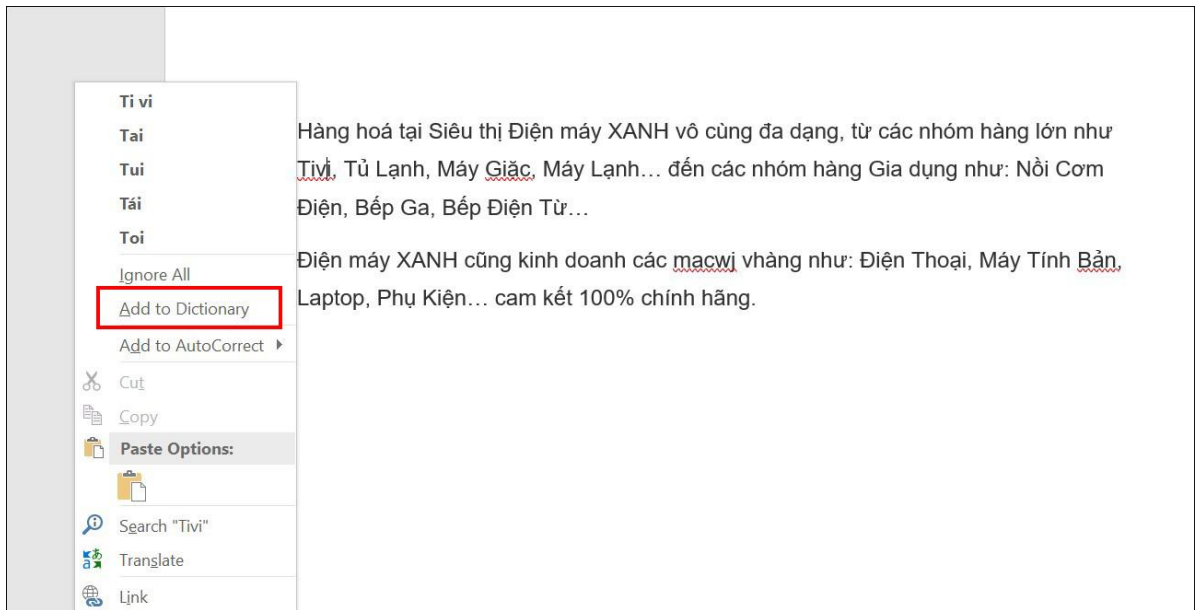 Ti vi
Tai
Tui
Tái
Toi
Ignore All
Add to Dictionary
Add to AutoCorrect
Cut
Copy
Paste Options:
Search "Tivi"
Translate
Link
Hàng hoá tại Siêu thị Điện máy XANH vô cùng đa dạng, từ các nhóm hàng lớn như
Tivi, Tủ Lạnh, Máy Giặc, Máy Lạnh… đến các nhóm hàng Gia dụng như: Nồi Cơm
Điện, Bếp Ga, Bếp Điện Từ…
Điện máy XANH cũng kinh doanh các macwj vhàng như: Điện Thoại, Máy Tính Bản,
Laptop, Phụ Kiện… cam kết 100% chính hãng.